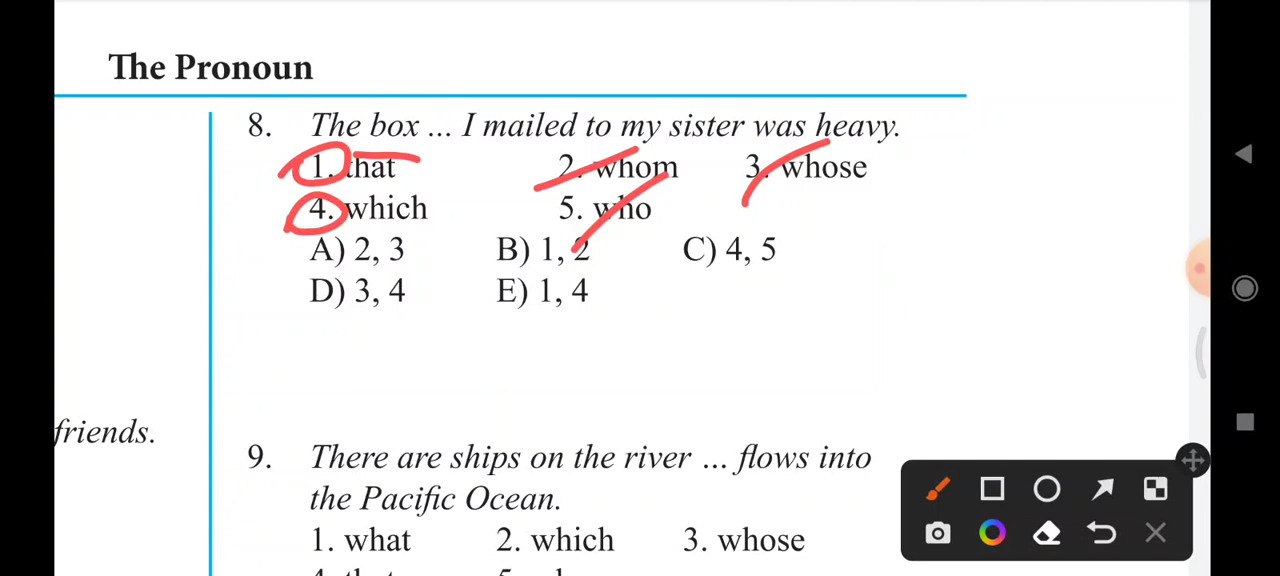 The Pronoun
8. The box ... I mailed to my sister was heavy.
1. that 2. whom 3. whose
4. which 5. who
A) 2, 3 B) 1, 2 C) 4, 5
D) 3, 4 E) 1, 4
friends.
9. There are ships on the river ... flows into
the Pacific Ocean.
1. what 2. which 3. whose